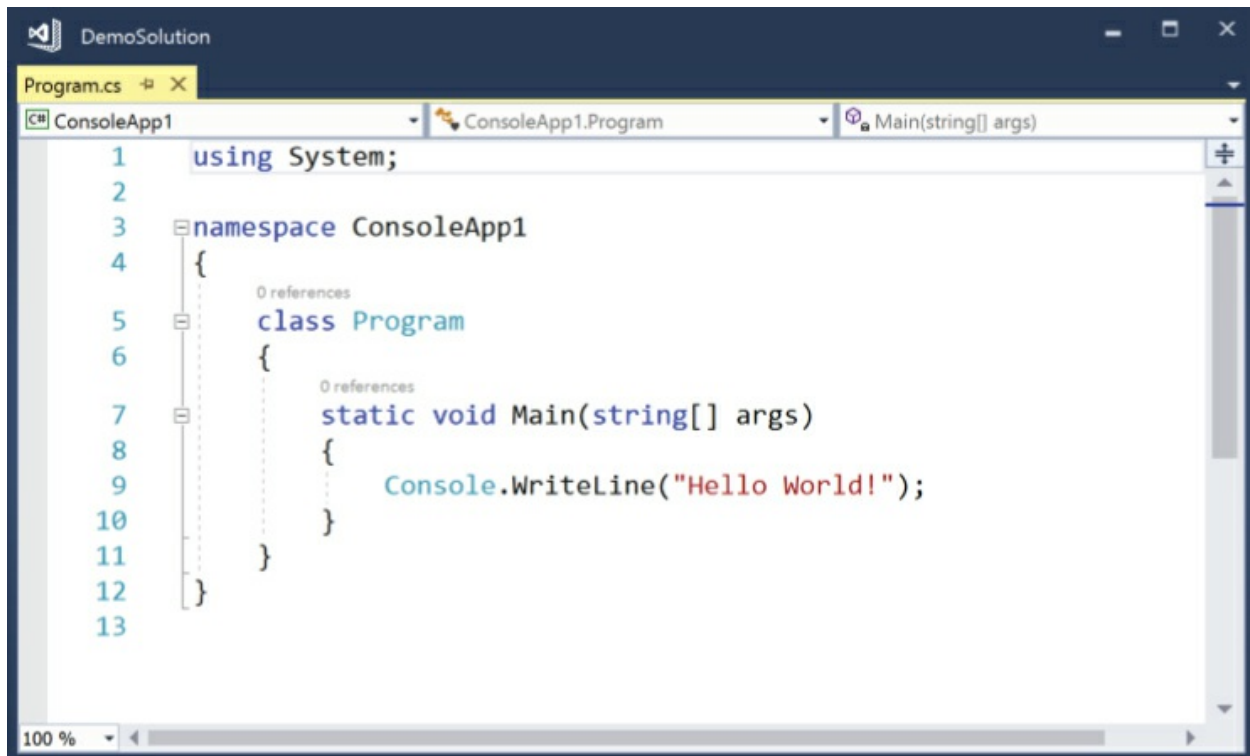 DemoSolution
Program.cs
C# ConsoleApp1 ConsoleApp1.Program Main(string[] args)
1 using System;
2
3 namespace ConsoleApp1
4 {
0 references
5 class Program
6 {
0 references
7 static void Main(string[] args)
8 {
9 Console.WriteLine("Hello World!");
10 }
11 }
12 }
13
100 %